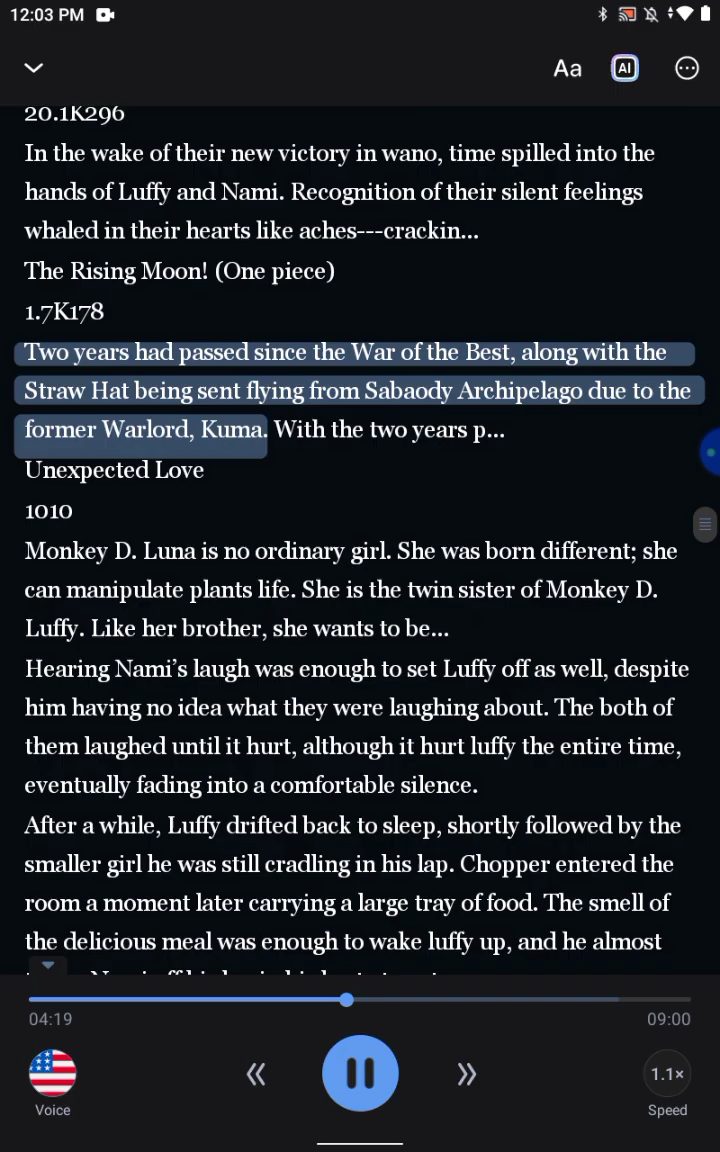 12:03 PM
Aa
AI
20.1K296
In the wake of their new victory in wano, time spilled into the
hands of Luffy and Nami. Recognition of their silent feelings
whaled in their hearts like aches---crackin...
The Rising Moon! (One piece)
1.7K178
Two years had passed since the War of the Best, along with the
Straw Hat being sent flying from Sabaody Archipelago due to the
former Warlord, Kuma. With the two years p...
Unexpected Love
1010
Monkey D. Luna is no ordinary girl. She was born different; she
can manipulate plants life. She is the twin sister of Monkey D.
Luffy. Like her brother, she wants to be...
Hearing Nami's laugh was enough to set Luffy off as well, despite
him having no idea what they were laughing about. The both of
them laughed until it hurt, although it hurt luffy the entire time,
eventually fading into a comfortable silence.
After a while, Luffy drifted back to sleep, shortly followed by the
smaller girl he was still cradling in his lap. Chopper entered the
room a moment later carrying a large tray of food. The smell of
the delicious meal was enough to wake luffy up, and he almost
04:19
09:00
1.1×
Voice
Speed